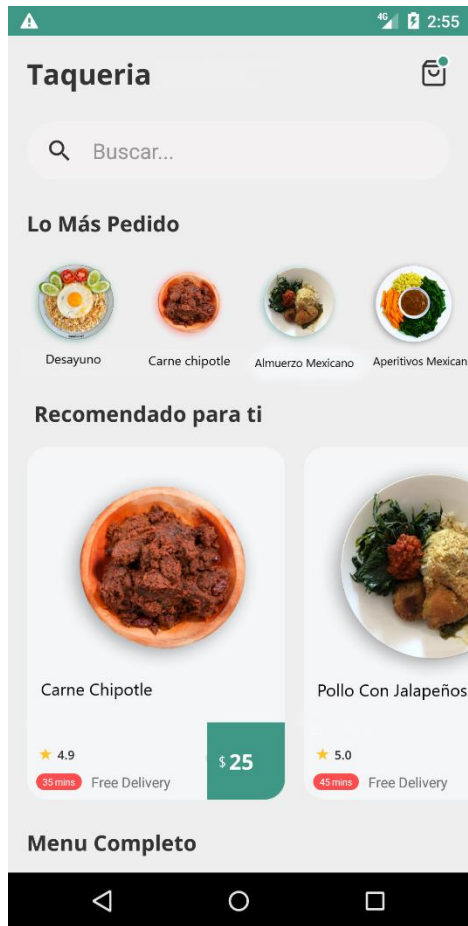 4G 2:55
Taqueria
Buscar...
Lo Más Pedido
Desayuno Carne chipotle Almuerzo Mexicano Aperitivos Mexican
Recomendado para ti
Carne Chipotle Pollo Con Jalapeños
4.9 $25 5.0
35 mins Free Delivery 45 mins Free Delivery
Menu Completo